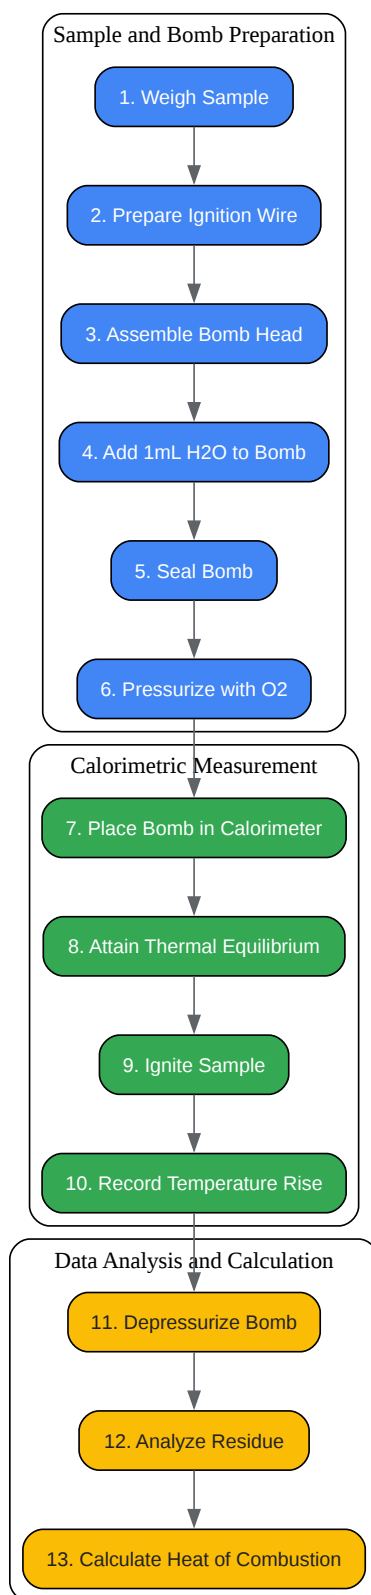 Sample and Bomb Preparation
1. Weigh Sample
2. Prepare Ignition Wire
3. Assemble Bomb Head
4. Add 1mL H2O to Bomb
5. Seal Bomb
6. Pressurize with O2
Calorimetric Measurement
7. Place Bomb in Calorimeter
8. Attain Thermal Equilibrium
9. Ignite Sample
10. Record Temperature Rise
Data Analysis and Calculation
11. Depressurize Bomb
12. Analyze Residue
13. Calculate Heat of Combustion